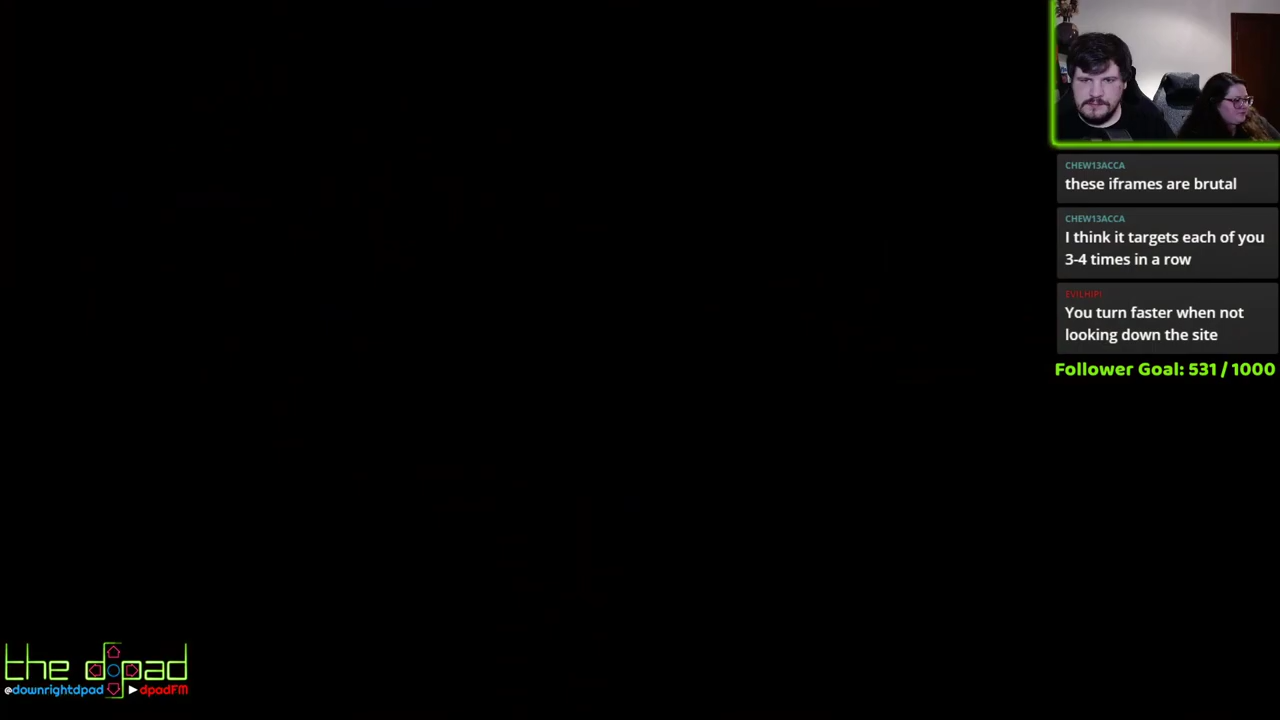 CHEW13ACCA
these iframes are brutal
CHEW13ACCA
I think it targets each of you
3-4 times in a row
EVILHIPI
You turn faster when not
looking down the site
Follower Goal: 531 / 1000
the dpad
@downrightdpad dpadFM